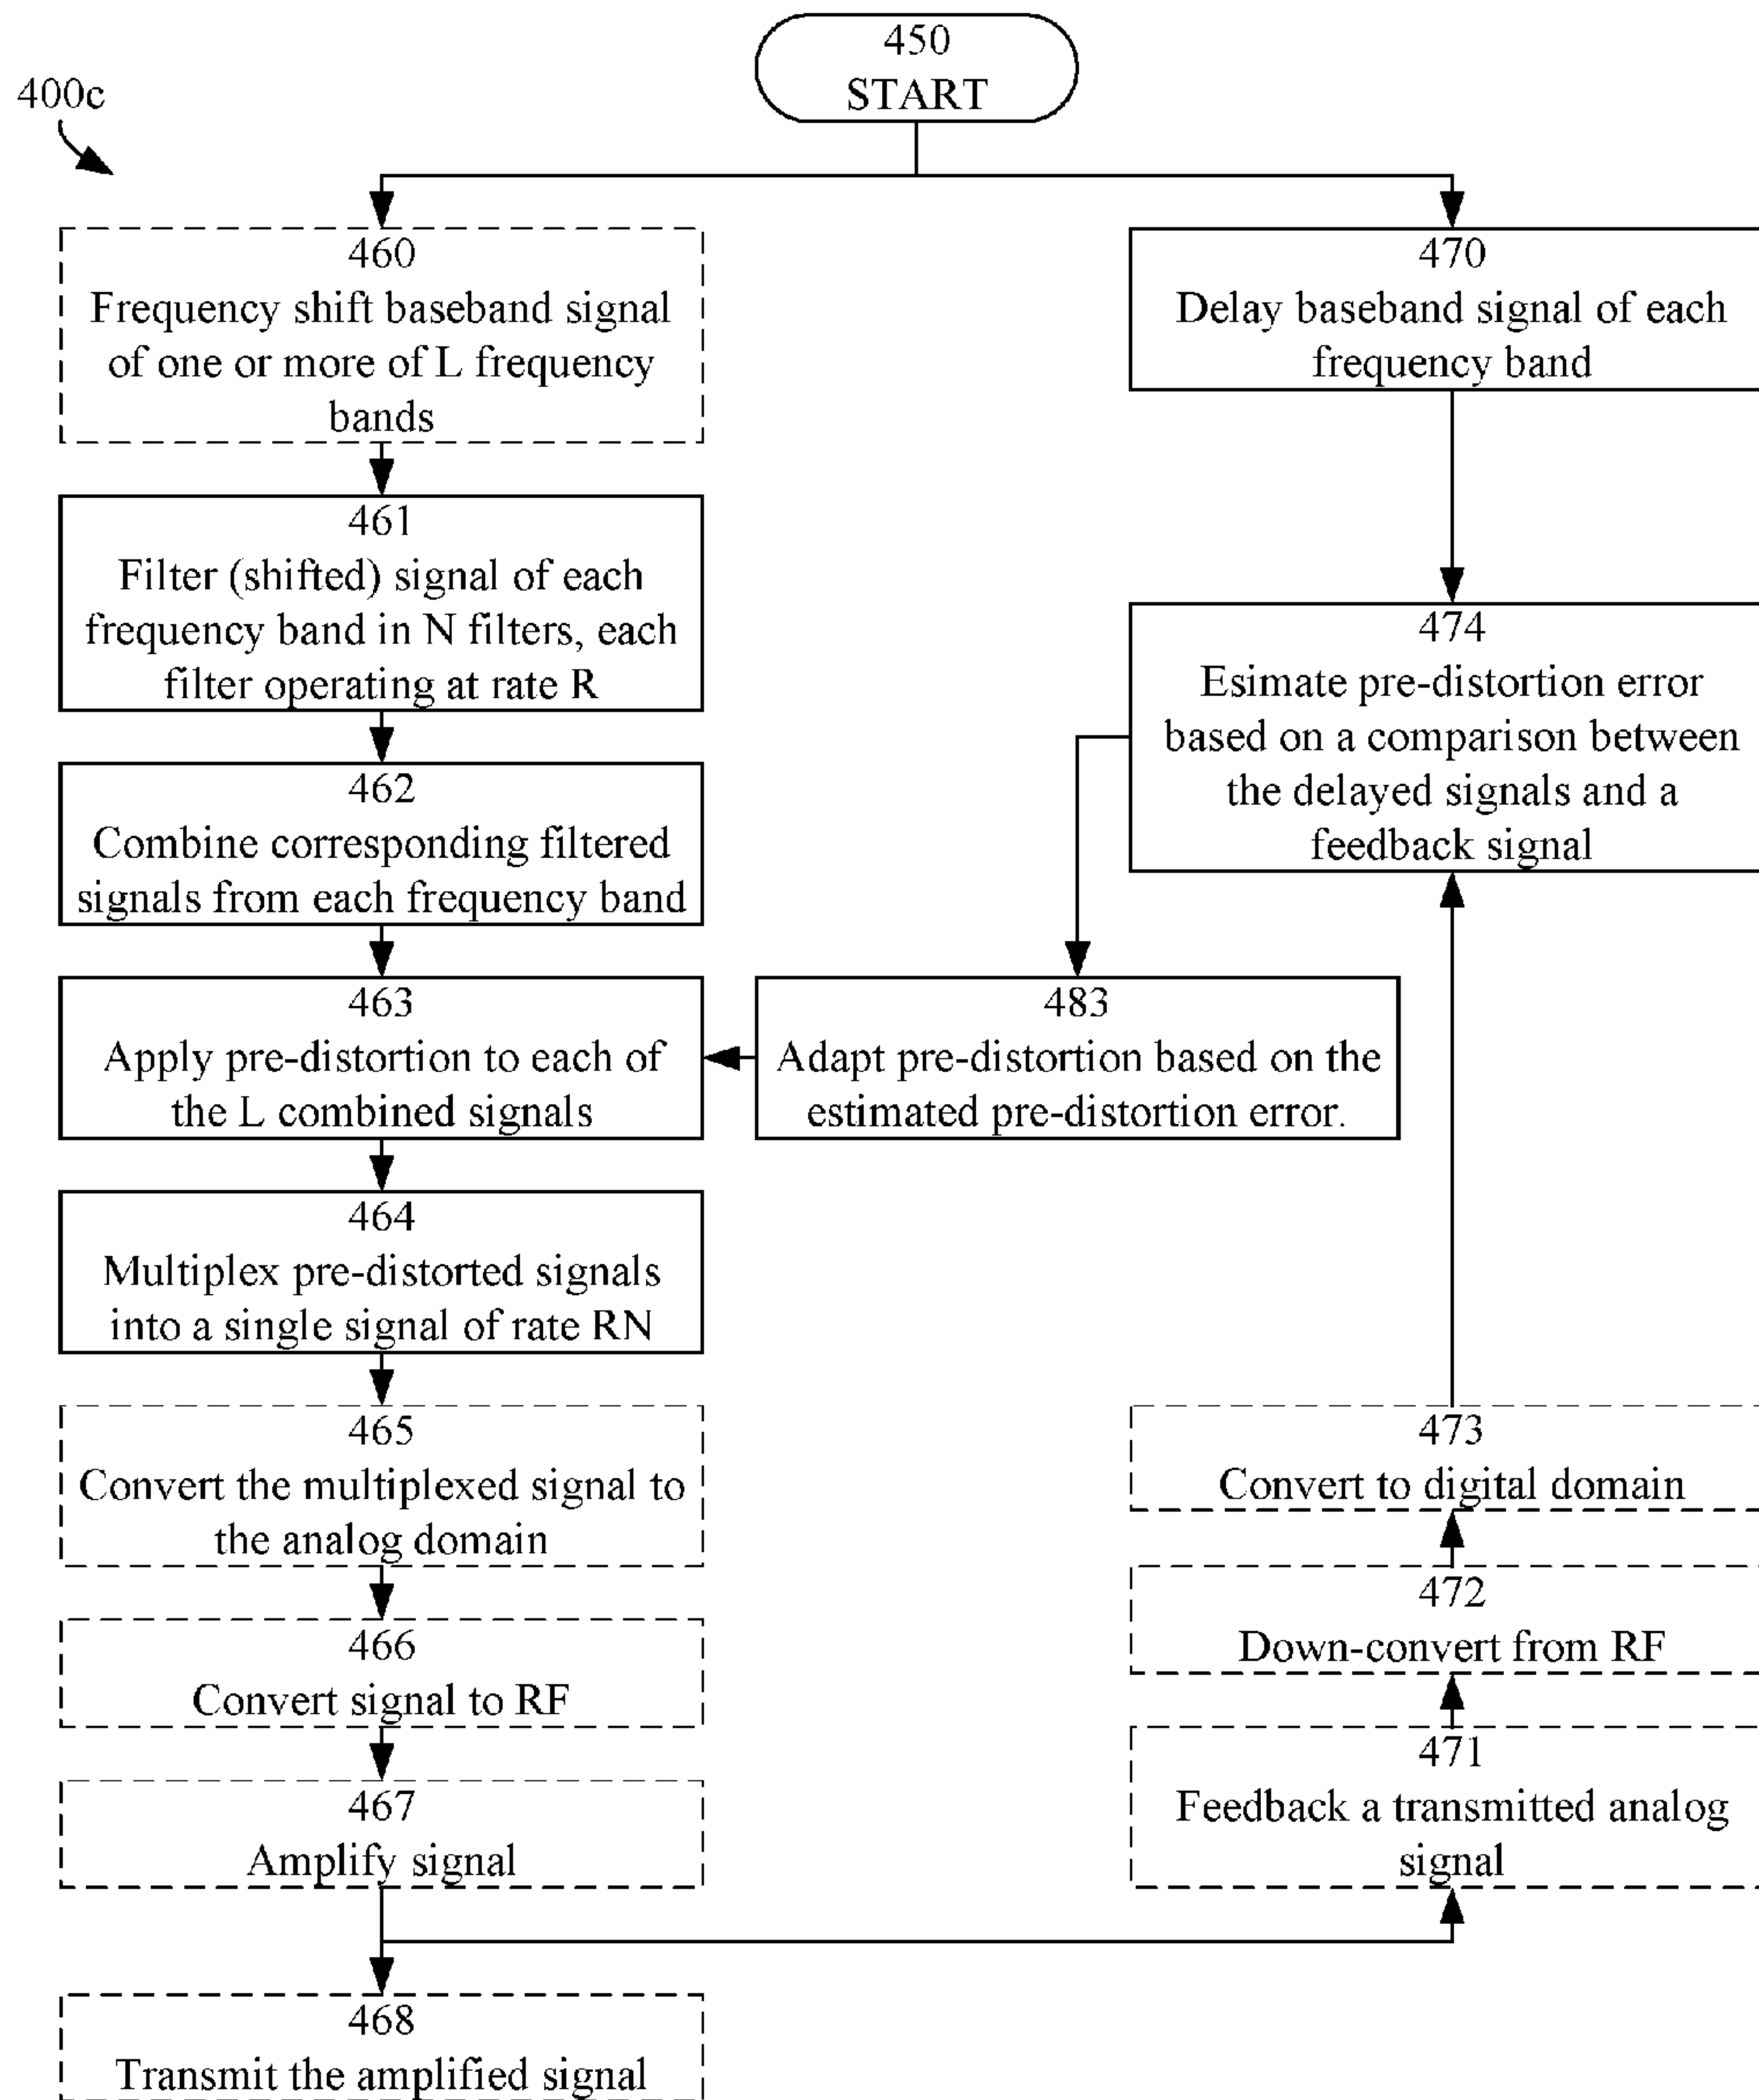 450
START
400c
460
Frequency shift baseband signal
of one or more of L frequency
bands
470
Delay baseband signal of each
frequency band
461
Filter (shifted) signal of each
frequency band in N filters, each
filter operating at rate R
474
Esimate pre-distortion error
based on a comparison between
the delayed signals and a
feedback signal
462
Combine corresponding filtered
signals from each frequency band
463
Apply pre-distortion to each of
the L combined signals
483
Adapt pre-distortion based on the
estimated pre-distortion error.
464
Multiplex pre-distorted signals
into a single signal of rate RN
465
Convert the multiplexed signal to
the analog domain
473
Convert to digital domain
466
Convert signal to RF
472
Down-convert from RF
467
Amplify signal
471
Feedback a transmitted analog
signal
468
Transmit the amplified signal